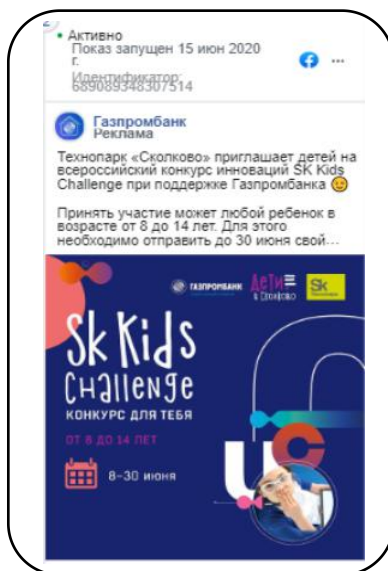 Активно
Показ запущен 15 июн 2020
г.
Идентификатор:
689089348307514
Газпромбанк
Реклама
Технопарк «Сколково» приглашает детей на
всероссийский конкурс инноваций SK Kids
Challenge при поддержке Газпромбанка 😉
Принять участие может любой ребенок в
возрасте от 8 до 14 лет. Для этого
необходимо отправить до 30 июня свой...
ГАЗПРОМБАНК
ДеТИ
в Сколково
Sk
Sk Kids
CHallenge
КОНКУРС ДЛЯ ТЕБЯ
ОТ 8 ДО 14 ЛЕТ
8–30 июня